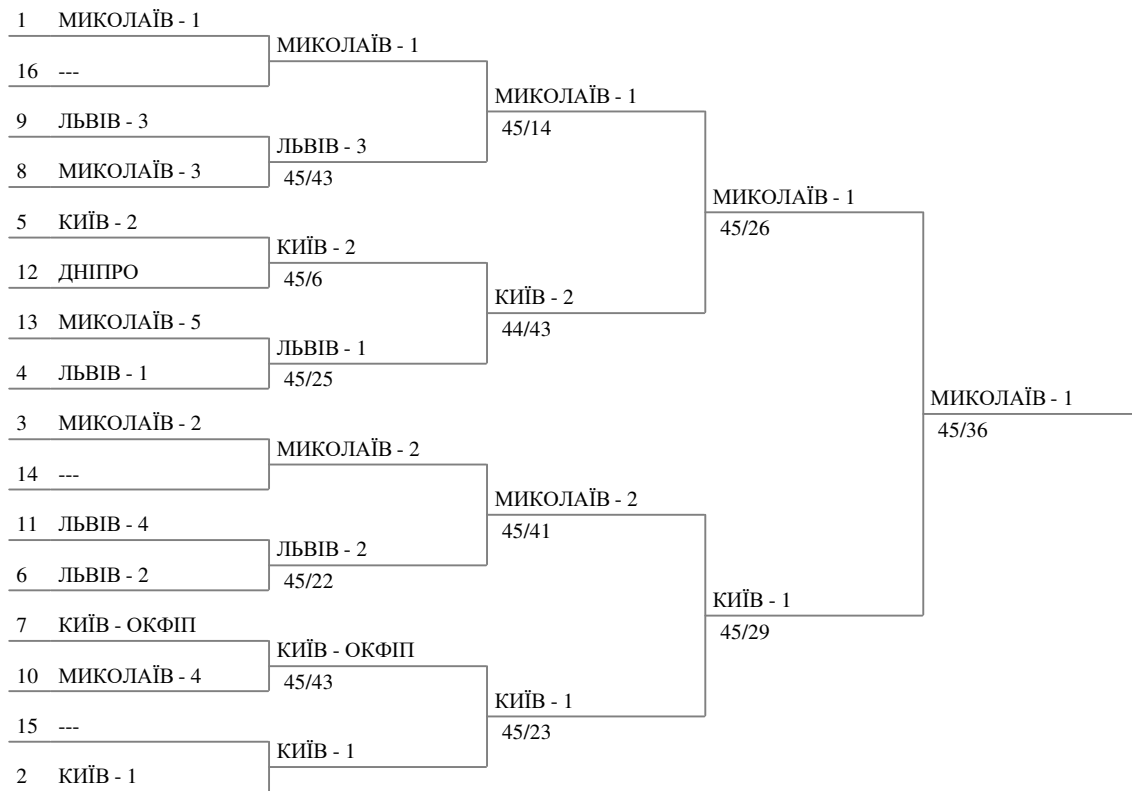 1 МИКОЛАЇВ - 1
МИКОЛАЇВ - 1
16 ---
МИКОЛАЇВ - 1
45/14
9 ЛЬВІВ - 3
ЛЬВІВ - 3
45/43
8 МИКОЛАЇВ - 3
МИКОЛАЇВ - 1
45/26
5 КИЇВ - 2
КИЇВ - 2
45/6
12 ДНІПРО
КИЇВ - 2
44/43
13 МИКОЛАЇВ - 5
ЛЬВІВ - 1
45/25
4 ЛЬВІВ - 1
МИКОЛАЇВ - 1
45/36
3 МИКОЛАЇВ - 2
МИКОЛАЇВ - 2
14 ---
МИКОЛАЇВ - 2
45/41
11 ЛЬВІВ - 4
ЛЬВІВ - 2
45/22
6 ЛЬВІВ - 2
КИЇВ - 1
45/29
7 КИЇВ - ОКФІП
КИЇВ - ОКФІП
45/43
10 МИКОЛАЇВ - 4
КИЇВ - 1
45/23
15 ---
КИЇВ - 1
2 КИЇВ - 1